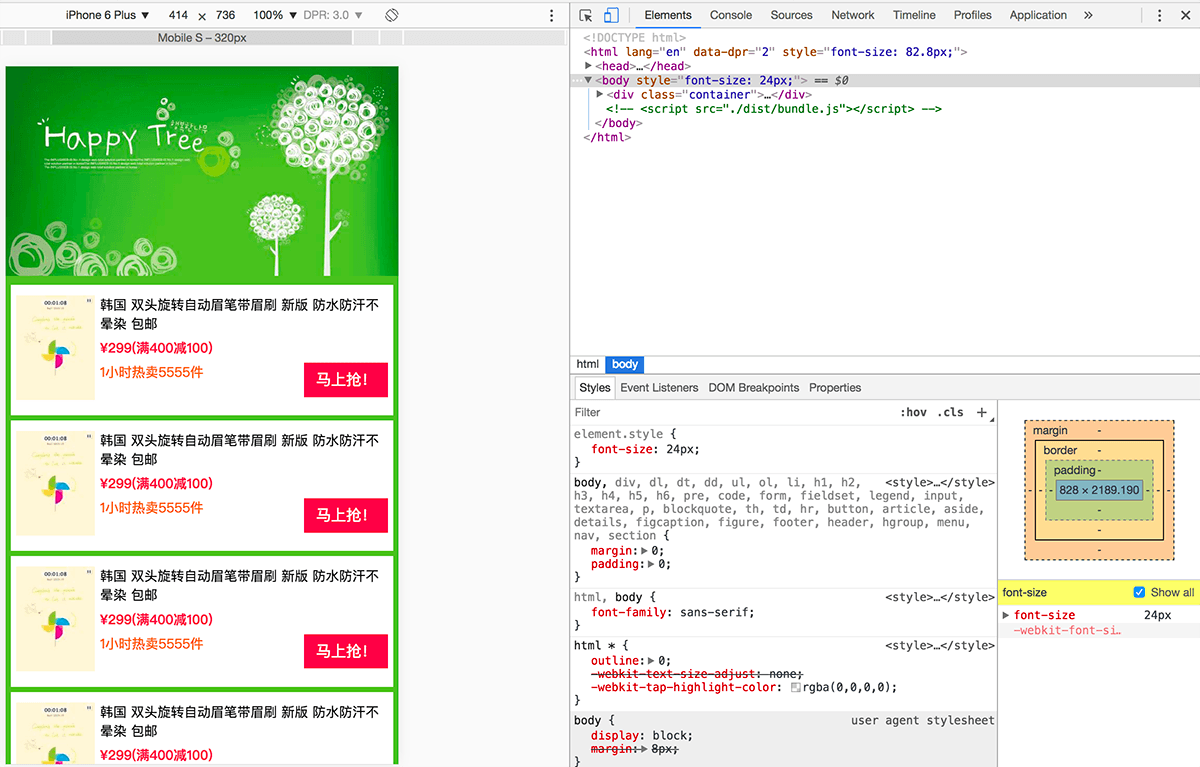 iPhone 6 Plus ▼ 414 × 736 100% ▼ DPR: 3.0 ▼
Mobile S – 320px
Happy Tree
행복한나무
00:01:08
韩国 双头旋转自动眉笔带眉刷 新版 防水防汗不
晕染 包邮
¥299(满400减100)
1小时热卖5555件
马上抢!
00:01:08
韩国 双头旋转自动眉笔带眉刷 新版 防水防汗不
晕染 包邮
¥299(满400减100)
1小时热卖5555件
马上抢!
00:01:08
韩国 双头旋转自动眉笔带眉刷 新版 防水防汗不
晕染 包邮
¥299(满400减100)
1小时热卖5555件
马上抢!
00:01:08
韩国 双头旋转自动眉笔带眉刷 新版 防水防汗不
晕染 包邮
¥299(满400减100)
Elements Console Sources Network Timeline Profiles Application »
<!DOCTYPE html>
<html lang="en" data-dpr="2" style="font-size: 82.8px;">
▶<head>…</head>
…▼<body style="font-size: 24px;"> == $0
▶<div class="container">…</div>
<!-- <script src="./dist/bundle.js"></script> -->
</body>
</html>
html body
Styles Event Listeners DOM Breakpoints Properties
Filter :hov .cls +
element.style {
font-size: 24px;
}
body, div, dl, dt, dd, ul, ol, li, h1, h2, <style>…</style>
h3, h4, h5, h6, pre, code, form, fieldset, legend, input,
textarea, p, blockquote, th, td, hr, button, article, aside,
details, figcaption, figure, footer, header, hgroup, menu,
nav, section {
margin:▶0;
padding:▶0;
}
html, body { <style>…</style>
font-family: sans-serif;
}
html * { <style>…</style>
outline:▶0;
-webkit-text-size-adjust: none;
-webkit-tap-highlight-color: rgba(0,0,0,0);
}
body { user agent stylesheet
display: block;
margin:▶8px;
}
margin -
border -
padding -
- - - 828 × 2189.190 - - -
-
-
-
font-size Show all
▶ font-size 24px
-webkit-font-si…